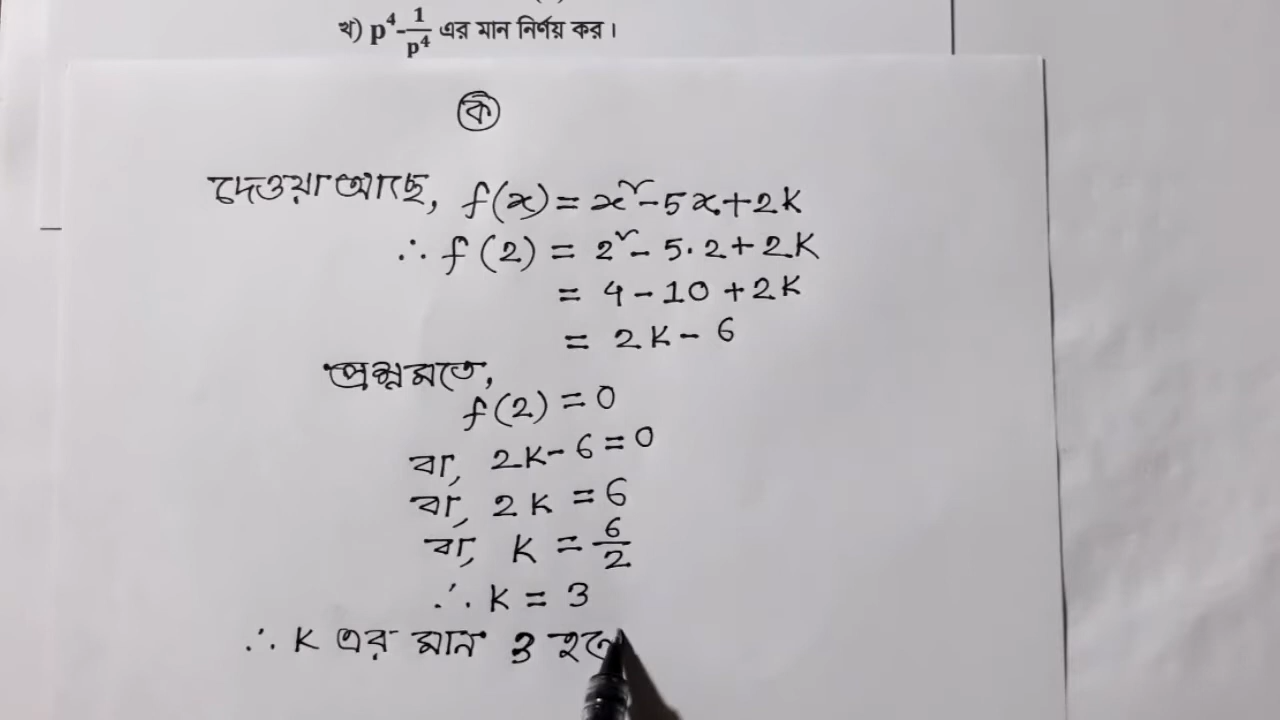 খ) p⁴-1/p⁴ এর মান নির্ণয় কর।
ক
দেওয়া আছে, f(x) = x² - 5x + 2K
∴ f(2) = 2² - 5.2 + 2K
= 4 - 10 + 2K
= 2K - 6
প্রশ্নমতে,
f(2) = 0
বা, 2K - 6 = 0
বা, 2K = 6
বা, K = 6/2
∴ K = 3
∴ K এর মান 3